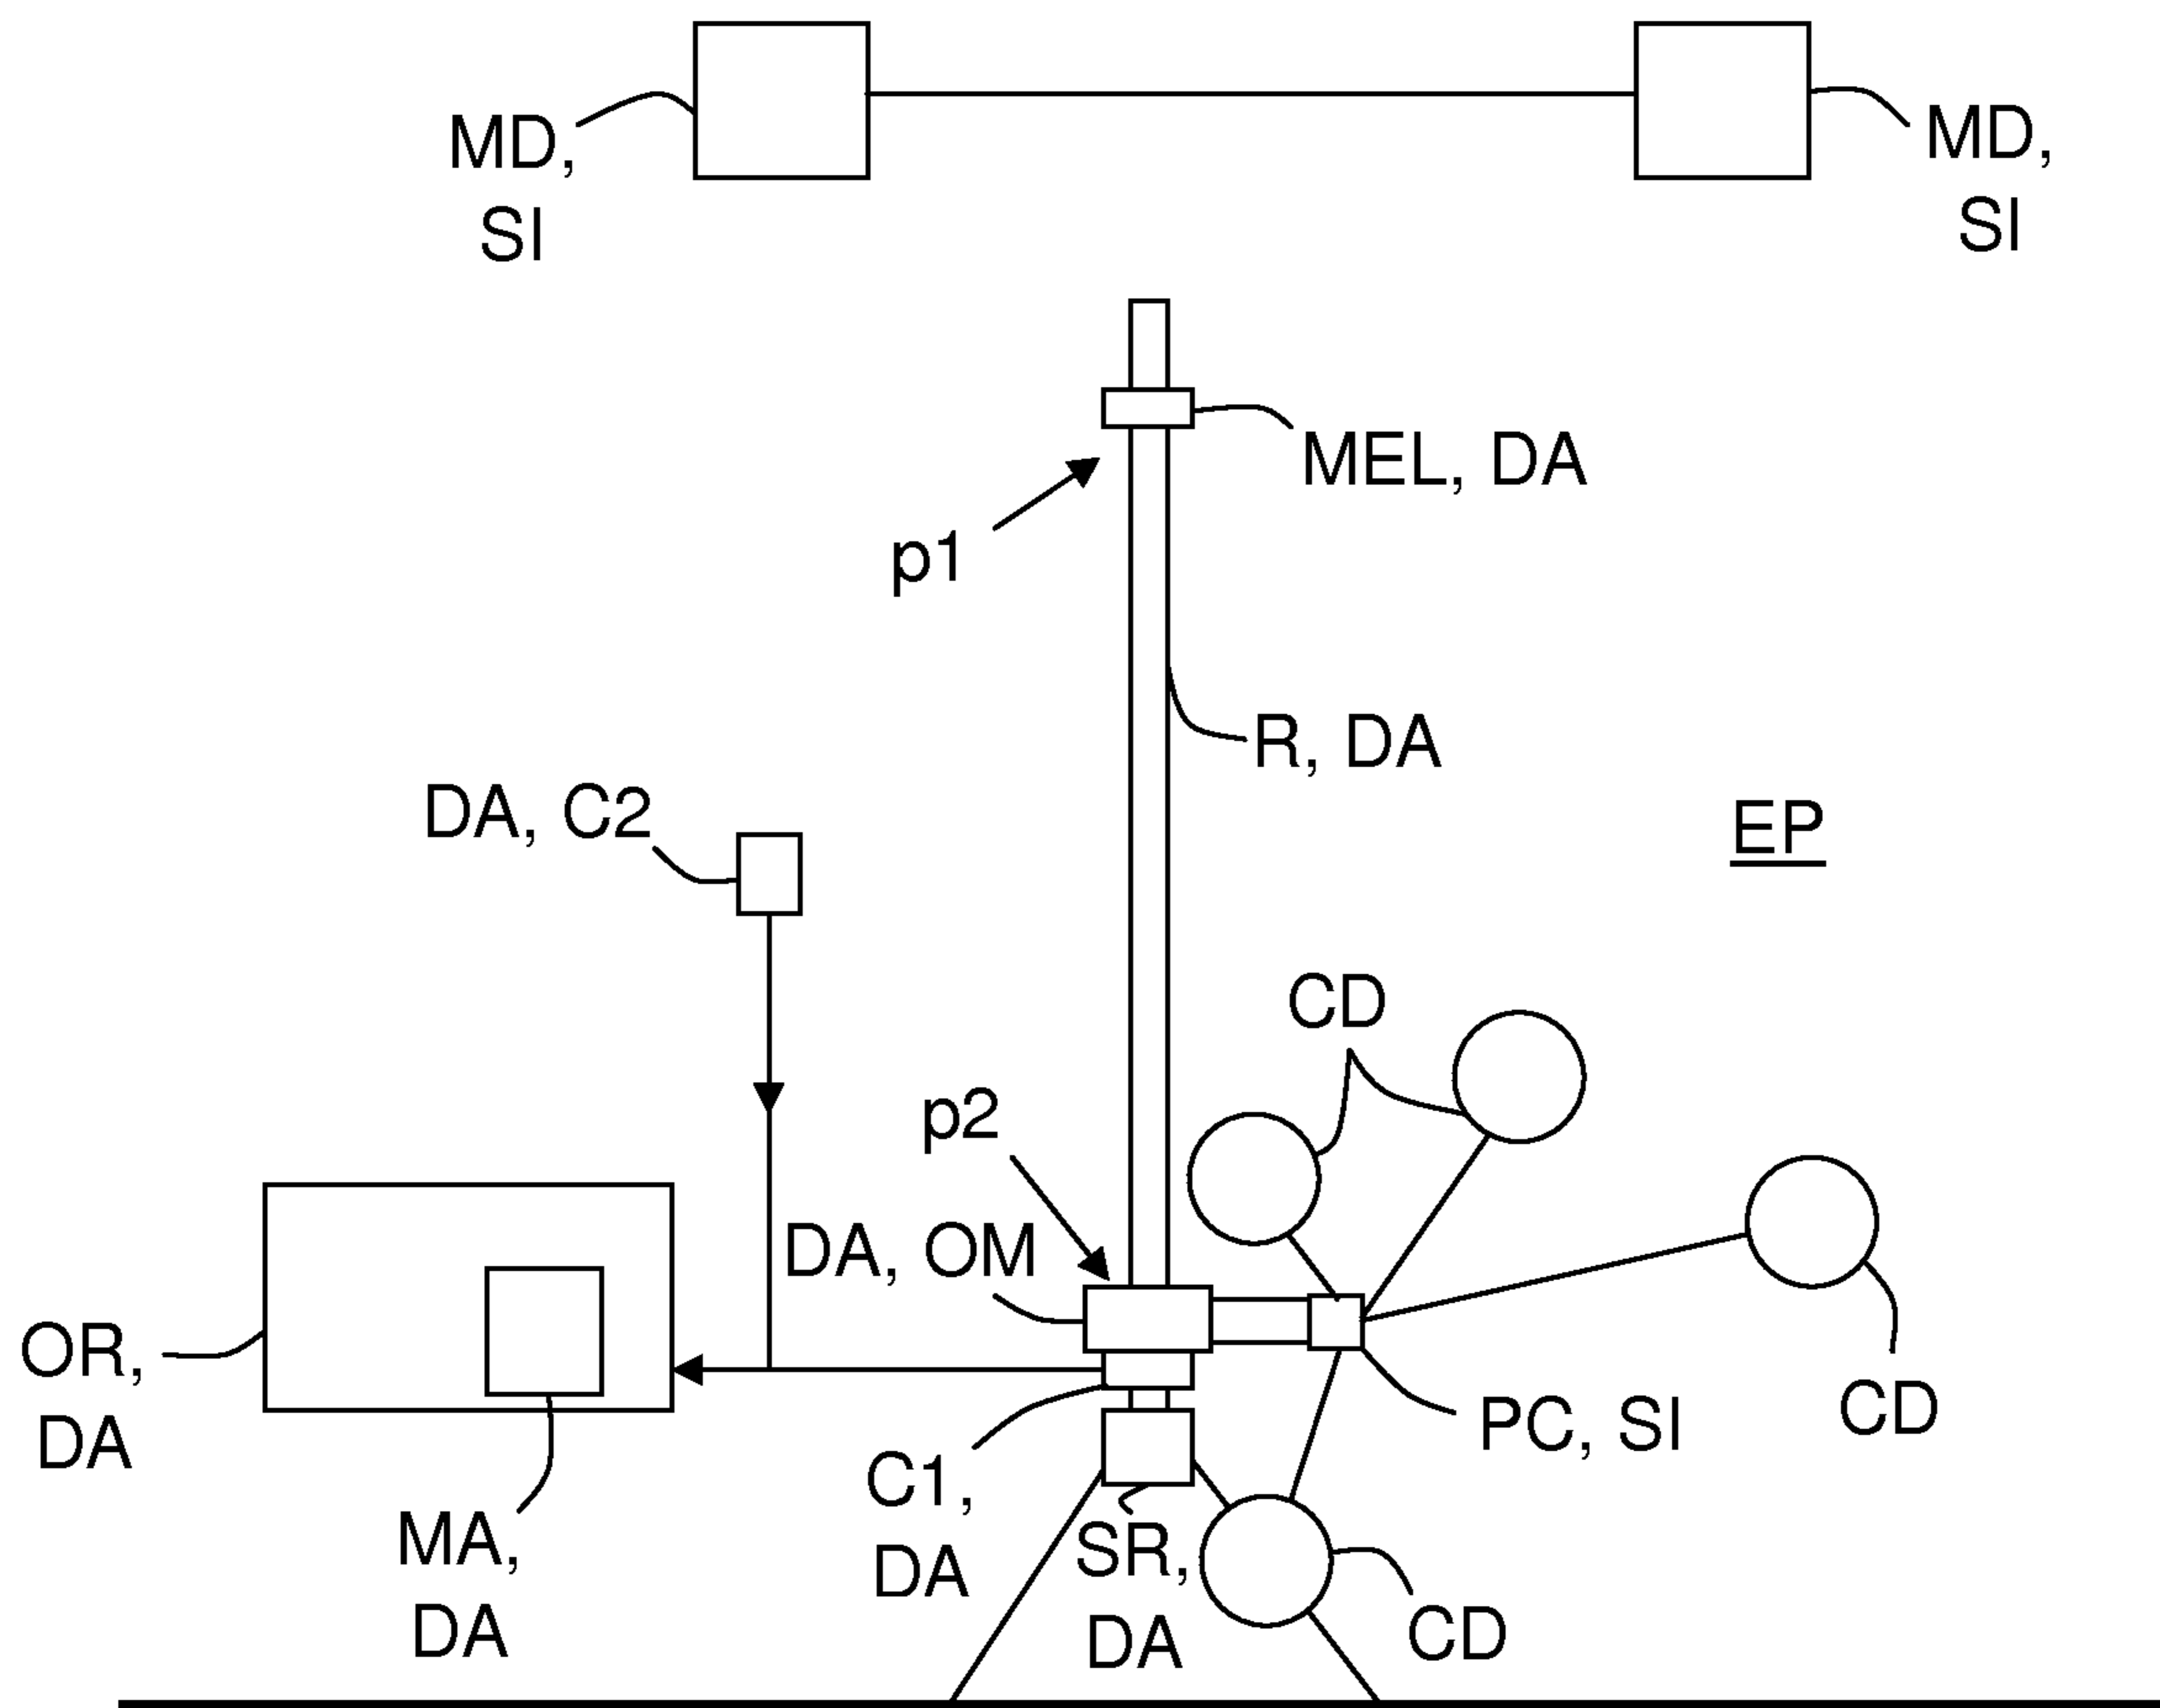 MD,
SI
MD,
SI
MEL, DA
p1
R, DA
DA, C2
EP
CD
p2
DA, OM
OR,
DA
CD
PC, SI
C1,
DA
MA,
DA
SR,
DA
CD